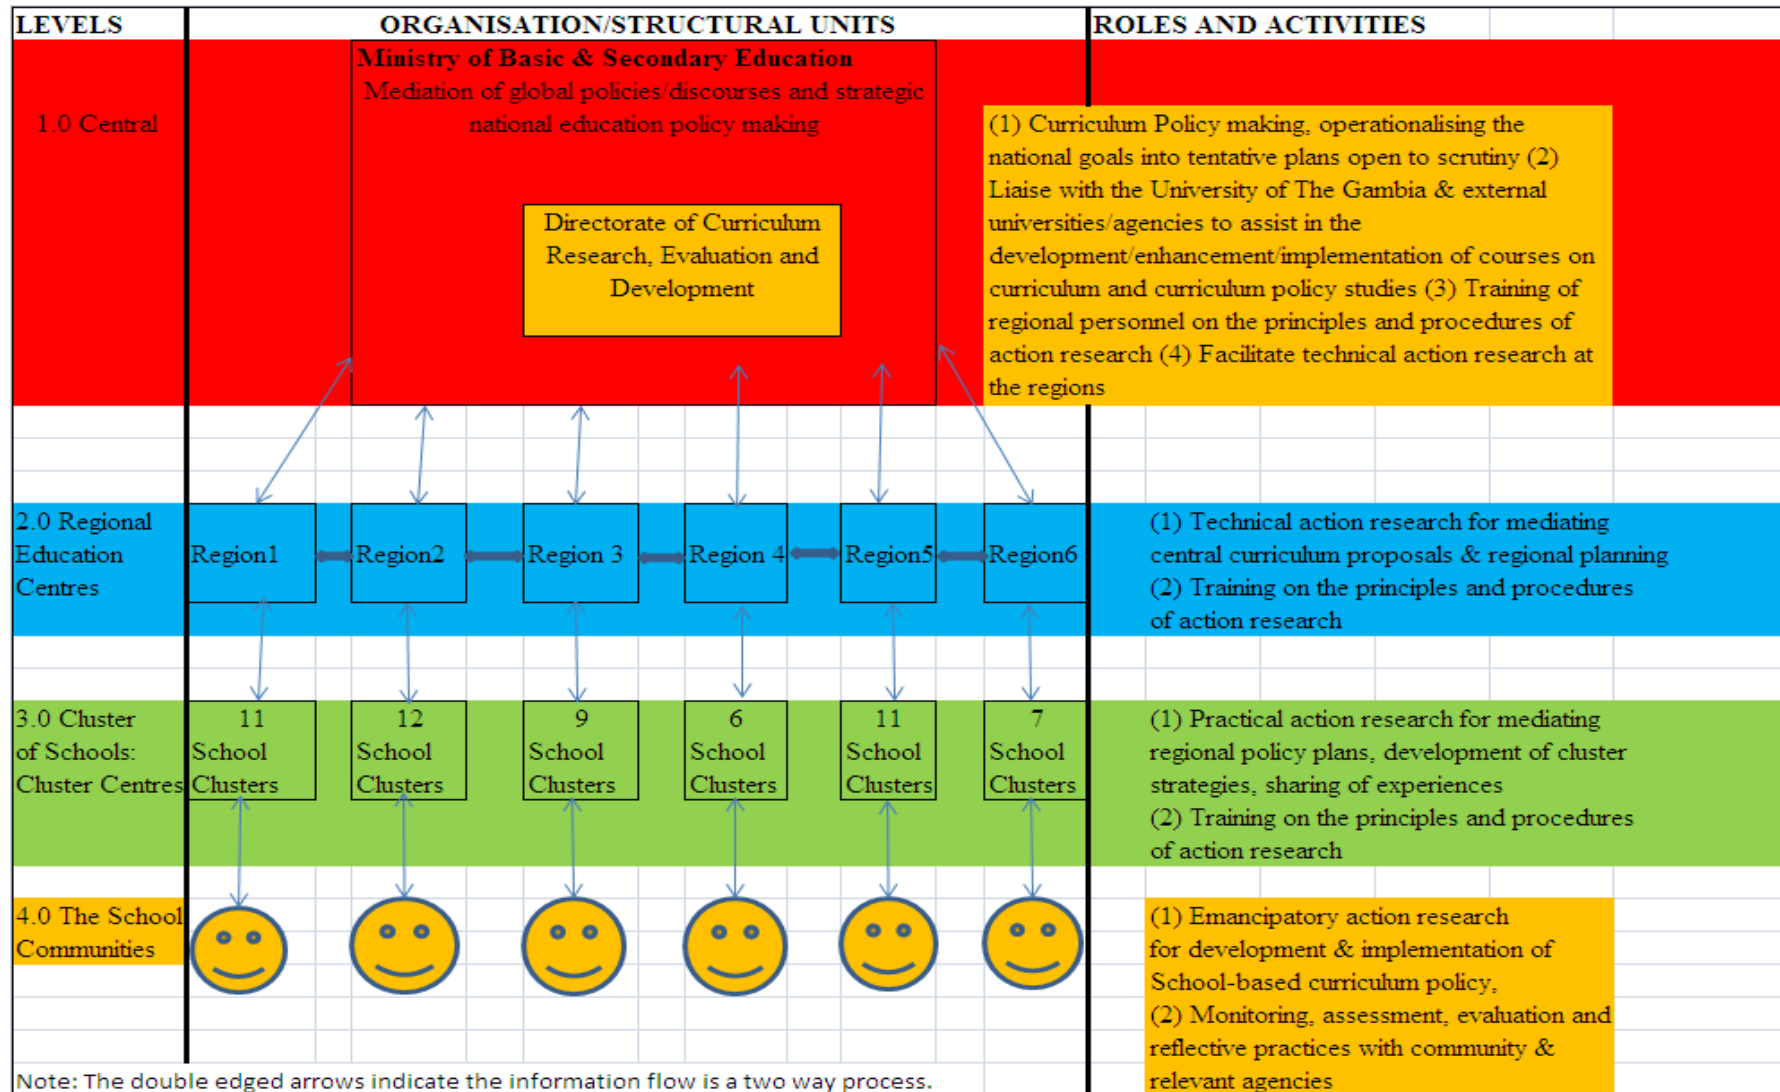 LEVELS
ORGANISATION/STRUCTURAL UNITS
ROLES AND ACTIVITIES
1.0 Central
Ministry of Basic & Secondary Education
Mediation of global policies/discourses and strategic
national education policy making
Directorate of Curriculum
Research, Evaluation and
Development
(1) Curriculum Policy making, operationalising the
national goals into tentative plans open to scrutiny (2)
Liaise with the University of The Gambia & external
universities/agencies to assist in the
development/enhancement/implementation of courses on
curriculum and curriculum policy studies (3) Training of
regional personnel on the principles and procedures of
action research (4) Facilitate technical action research at
the regions
2.0 Regional
Education
Centres
Region1
Region2
Region 3
Region 4
Region5
Region6
(1) Technical action research for mediating
central curriculum proposals & regional planning
(2) Training on the principles and procedures
of action research
3.0 Cluster
of Schools:
Cluster Centres
11
School
Clusters
12
School
Clusters
9
School
Clusters
6
School
Clusters
11
School
Clusters
7
School
Clusters
(1) Practical action research for mediating
regional policy plans, development of cluster
strategies, sharing of experiences
(2) Training on the principles and procedures
of action research
4.0 The School
Communities
(1) Emancipatory action research
for development & implementation of
School-based curriculum policy,
(2) Monitoring, assessment, evaluation and
reflective practices with community &
relevant agencies
Note: The double edged arrows indicate the information flow is a two way process.